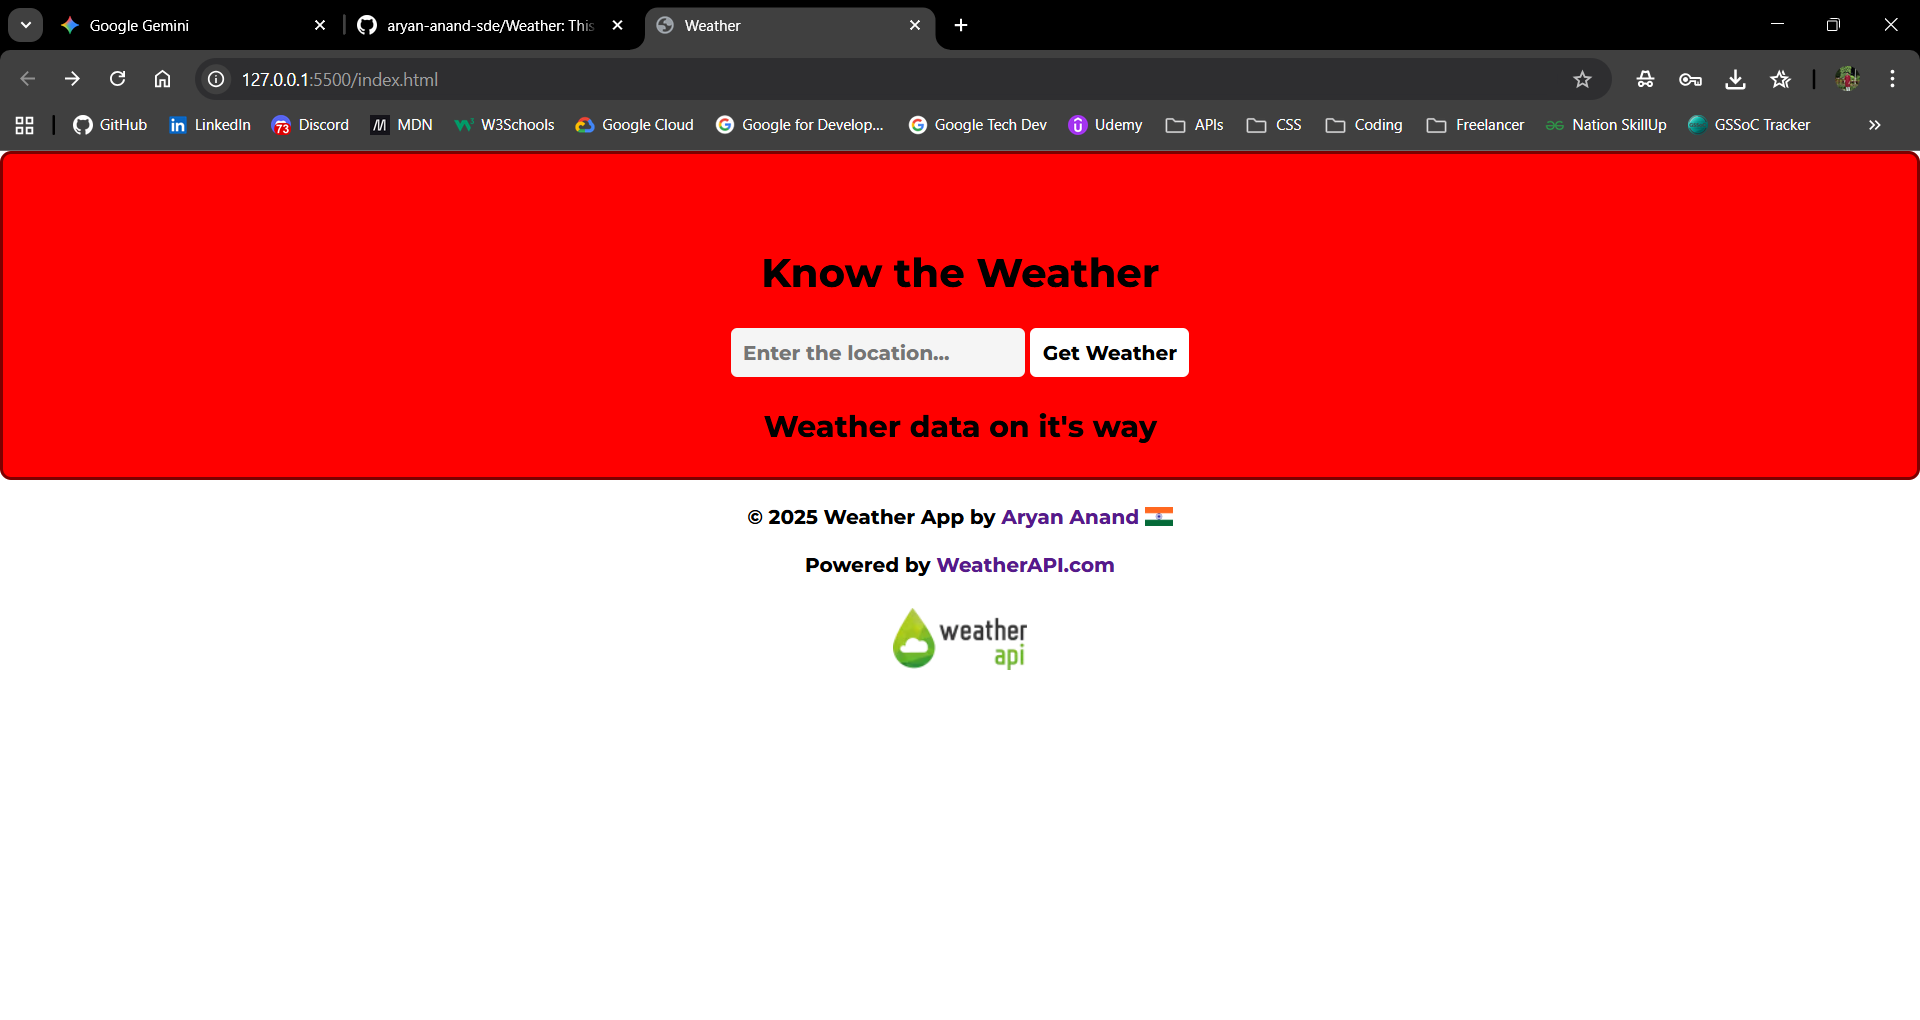 Google Gemini
aryan-anand-sde/Weather: This
Weather
127.0.0.1:5500/index.html
GitHub
in LinkedIn
73 Discord
M MDN
W3Schools
Google Cloud
G Google for Develop...
G Google Tech Dev
Udemy
APIs
CSS
Coding
Freelancer
Nation SkillUp
GSSoC Tracker
Know the Weather
Enter the location...
Get Weather
Weather data on it's way
© 2025 Weather App by Aryan Anand
Powered by WeatherAPI.com
weather
api